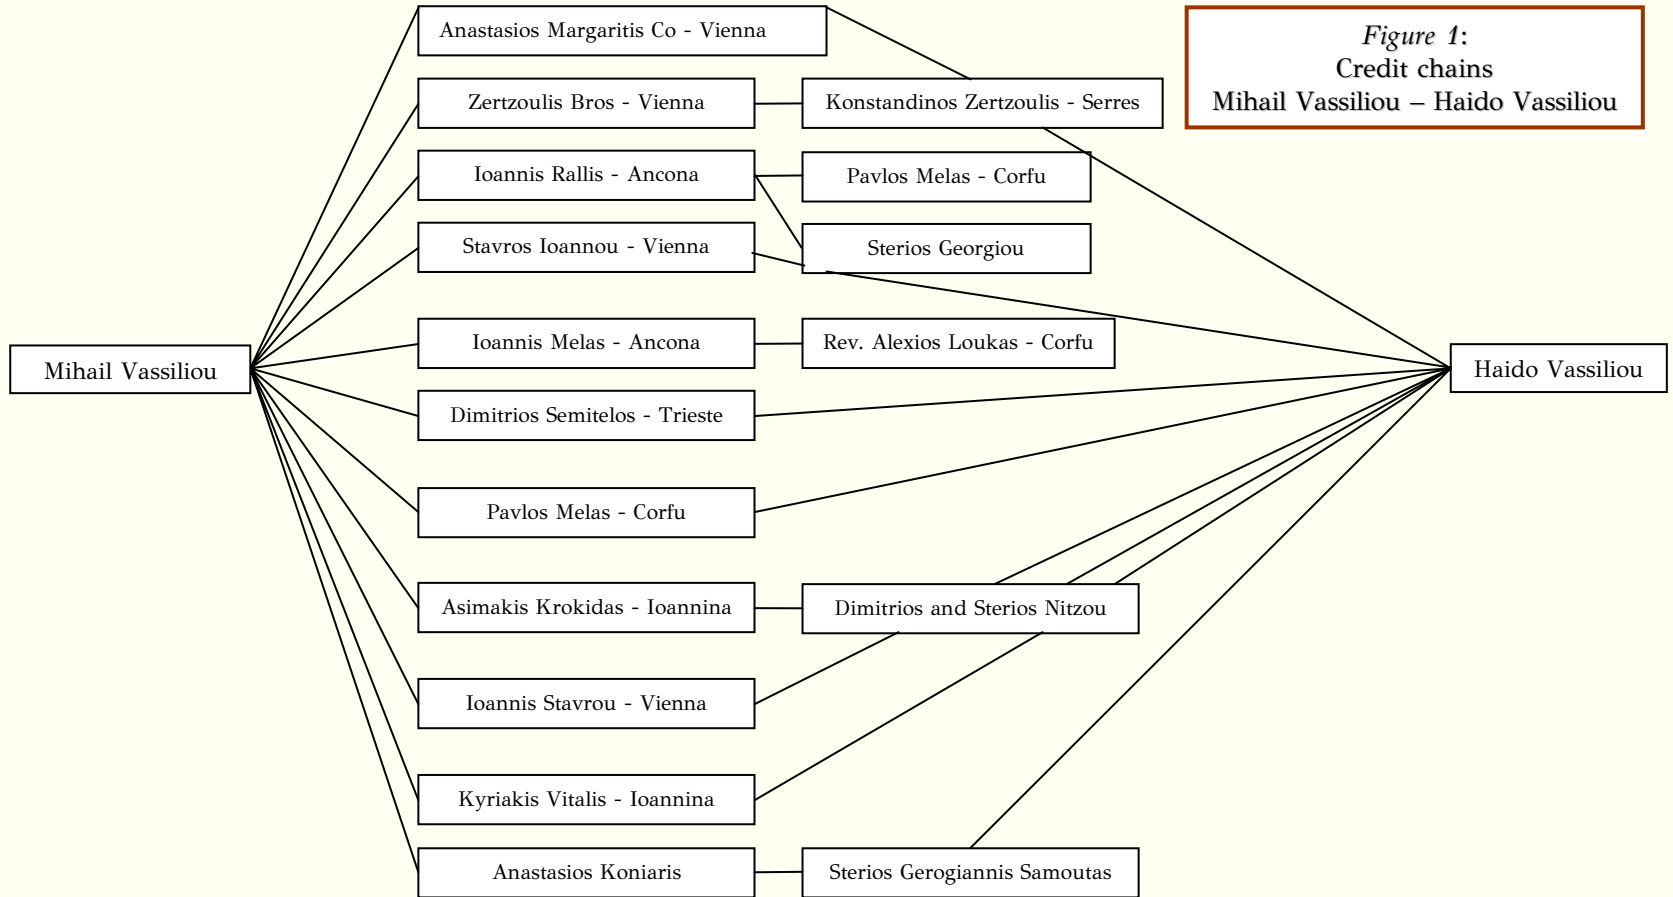 Anastasios Margaritis Co - Vienna
Figure 1:
Credit chains
Mihail Vassiliou – Haido Vassiliou
Zertzoulis Bros - Vienna
Konstandinos Zertzoulis - Serres
Ioannis Rallis - Ancona
Pavlos Melas - Corfu
Stavros Ioannou - Vienna
Sterios Georgiou
Ioannis Melas - Ancona
Rev. Alexios Loukas - Corfu
Mihail Vassiliou
Haido Vassiliou
Dimitrios Semitelos - Trieste
Pavlos Melas - Corfu
Asimakis Krokidas - Ioannina
Dimitrios and Sterios Nitzou
Ioannis Stavrou - Vienna
Kyriakis Vitalis - Ioannina
Anastasios Koniaris
Sterios Gerogiannis Samoutas